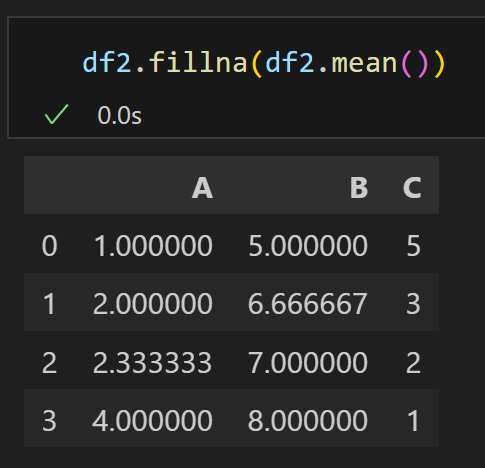 df2.fillna(df2.mean())
0.0s
A B C
0 1.000000 5.000000 5
1 2.000000 6.666667 3
2 2.333333 7.000000 2
3 4.000000 8.000000 1